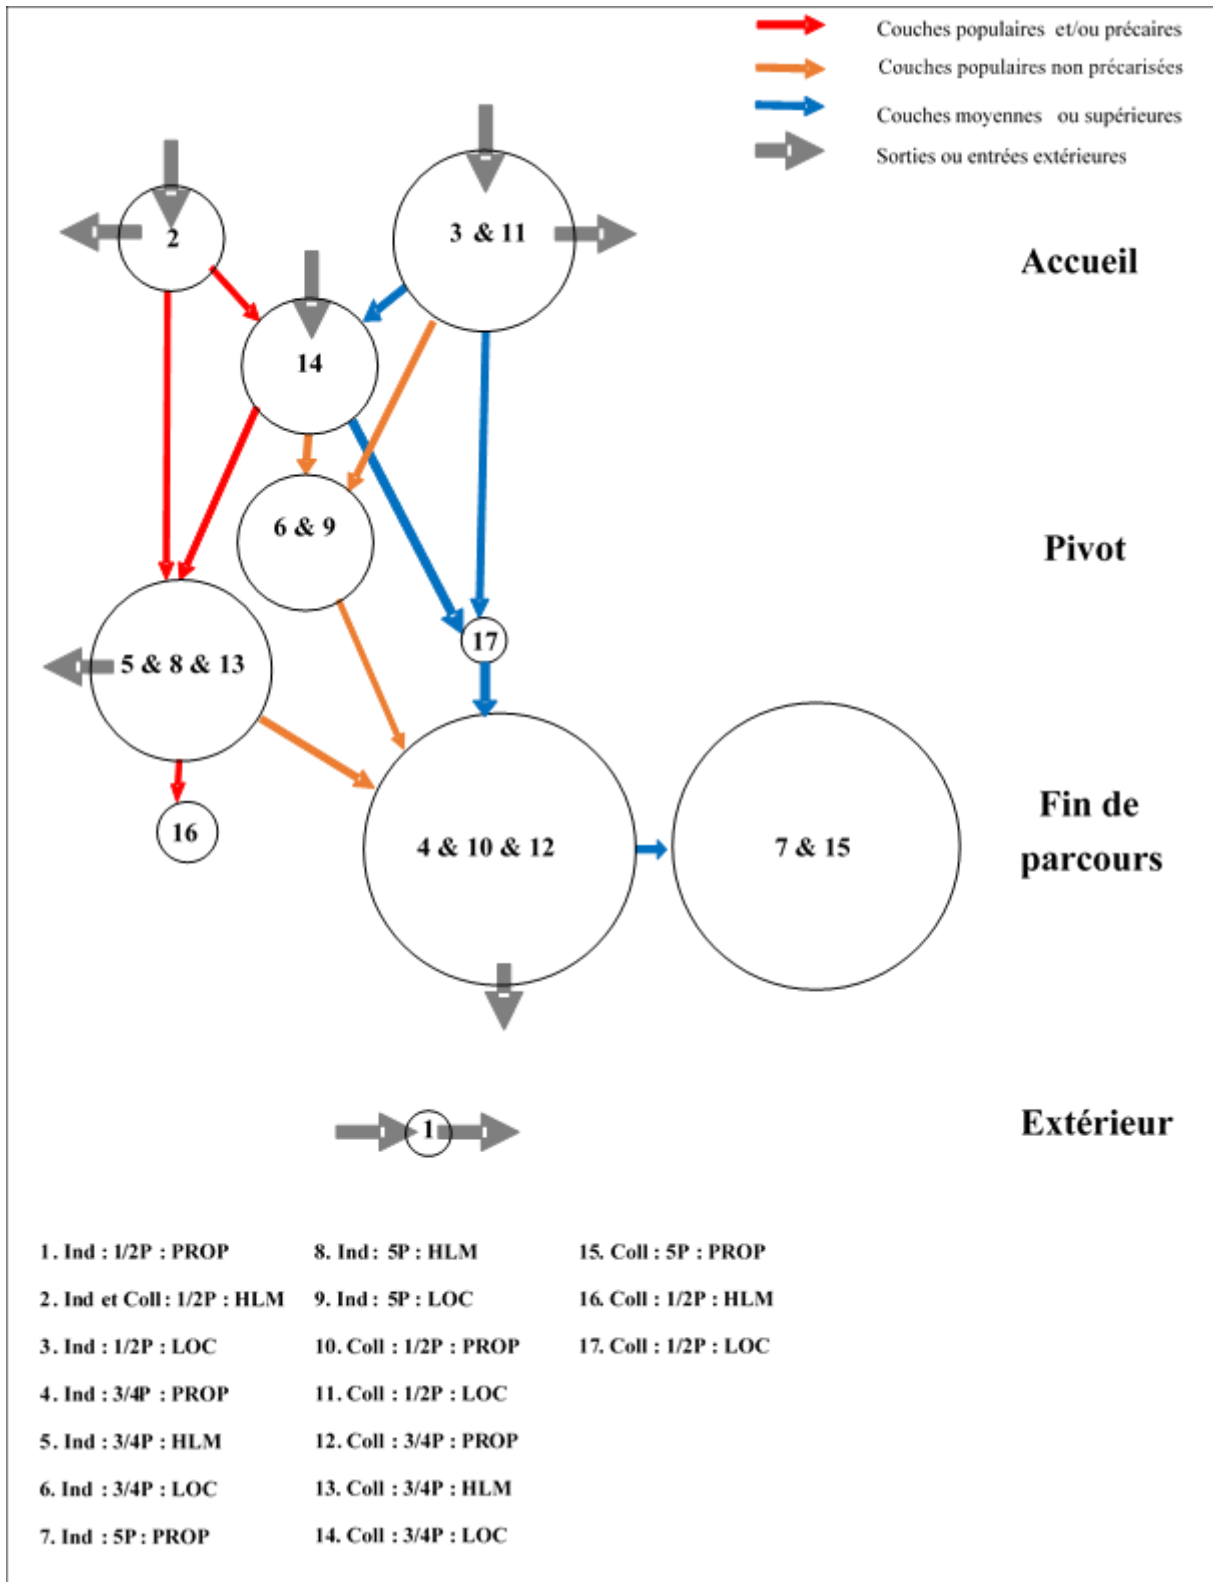 Couches populaires et/ou précaires
Couches populaires non précarisées
Couches moyennes ou supérieures
Sorties ou entrées extérieures
2
3 & 11
Accueil
14
6 & 9
Pivot
17
5 & 8 & 13
16
4 & 10 & 12
7 & 15
Fin de
parcours
1
Extérieur
1. Ind : 1/2P : PROP
2. Ind et Coll : 1/2P : HLM
3. Ind : 1/2P : LOC
4. Ind : 3/4P : PROP
5. Ind : 3/4P : HLM
6. Ind : 3/4P : LOC
7. Ind : 5P : PROP
8. Ind : 5P : HLM
9. Ind : 5P : LOC
10. Coll : 1/2P : PROP
11. Coll : 1/2P : LOC
12. Coll : 3/4P : PROP
13. Coll : 3/4P : HLM
14. Coll : 3/4P : LOC
15. Coll : 5P : PROP
16. Coll : 1/2P : HLM
17. Coll : 1/2P : LOC